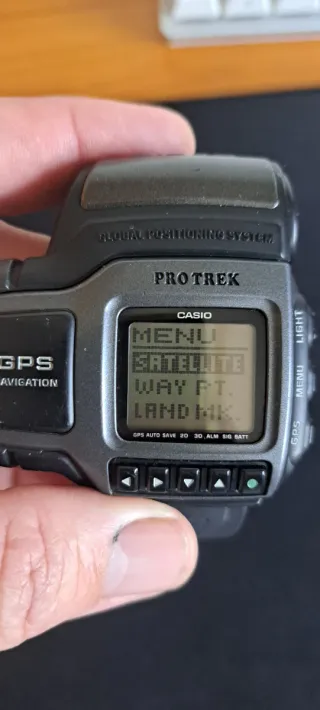 GLOBAL POSITIONING SYSTEM
PRO TREK
CASIO
MENU
SATELLITE
WAY PT.
LAND MK.
GPS AUTO SAVE 2D 3D ALM SIG BATT
GPS
NAVIGATION
LIGHT
MENU
GPS